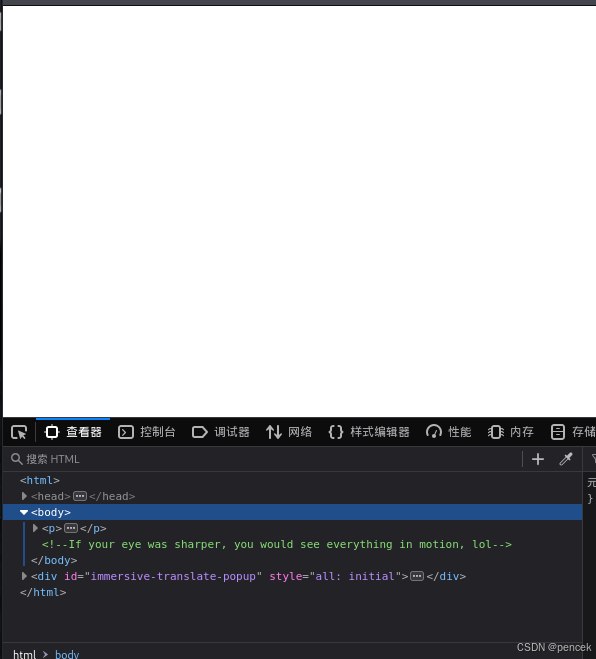 查看器 控制台 调试器 网络 样式编辑器 性能 内存 存储
搜索 HTML
<html>
<head> ••• </head>
<body>
<p> ••• </p>
<!--If your eye was sharper, you would see everything in motion, lol-->
</body>
<div id="immersive-translate-popup" style="all: initial"> ••• </div>
</html>
元
}
html > body
CSDN @pencek